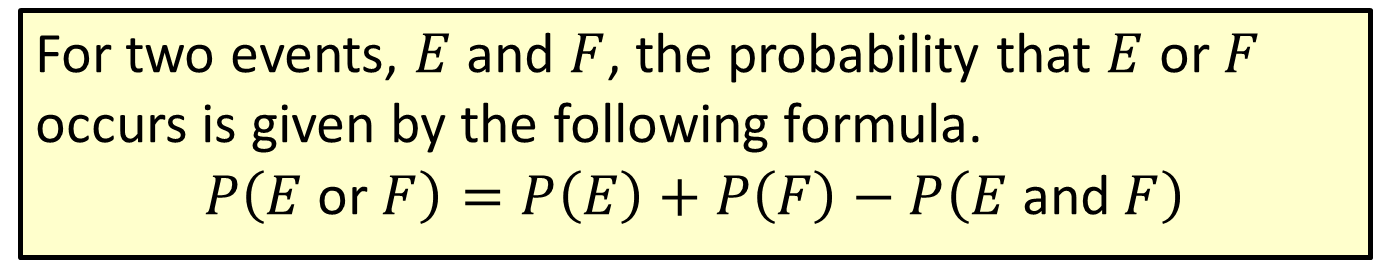 For two events, E and F, the probability that E or F
occurs is given by the following formula.
P(E or F) = P(E) + P(F) − P(E and F)